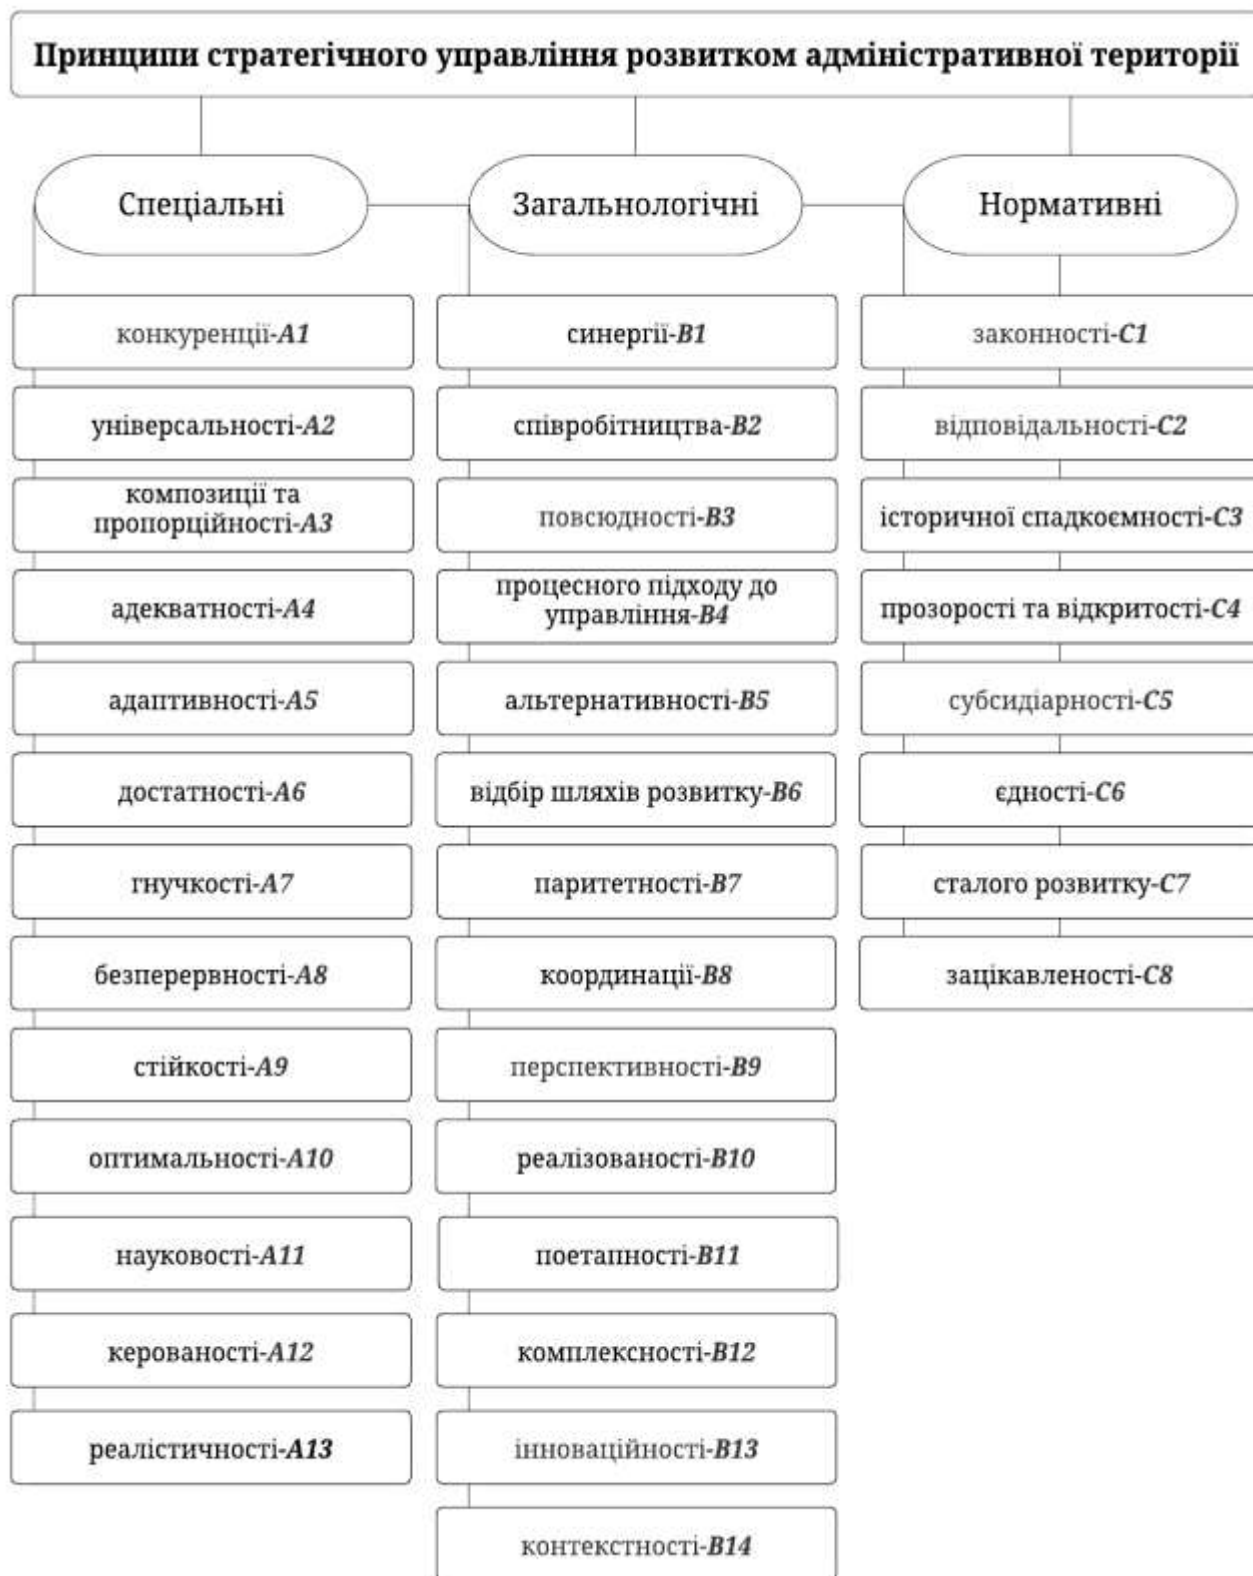 Принципи стратегічного управління розвитком адміністративної території
Спеціальні
Загальнологічні
Нормативні
конкуренції-A1
універсальності-A2
композиції та
пропорційності-A3
адекватності-A4
адаптивності-A5
достатності-A6
гнучкості-A7
безперервності-A8
стійкості-A9
оптимальності-A10
науковості-A11
керованості-A12
реалістичності-A13
синергії-B1
співробітництва-B2
повсюдності-B3
процесного підходу до
управління-B4
альтернативності-B5
відбір шляхів розвитку-B6
паритетності-B7
координації-B8
перспективності-B9
реалізованості-B10
поетапності-B11
комплексності-B12
інноваційності-B13
контекстності-B14
законності-C1
відповідальності-C2
історичної спадкоємності-C3
прозорості та відкритості-C4
субсидіарності-C5
єдності-C6
сталого розвитку-C7
зацікавленості-C8